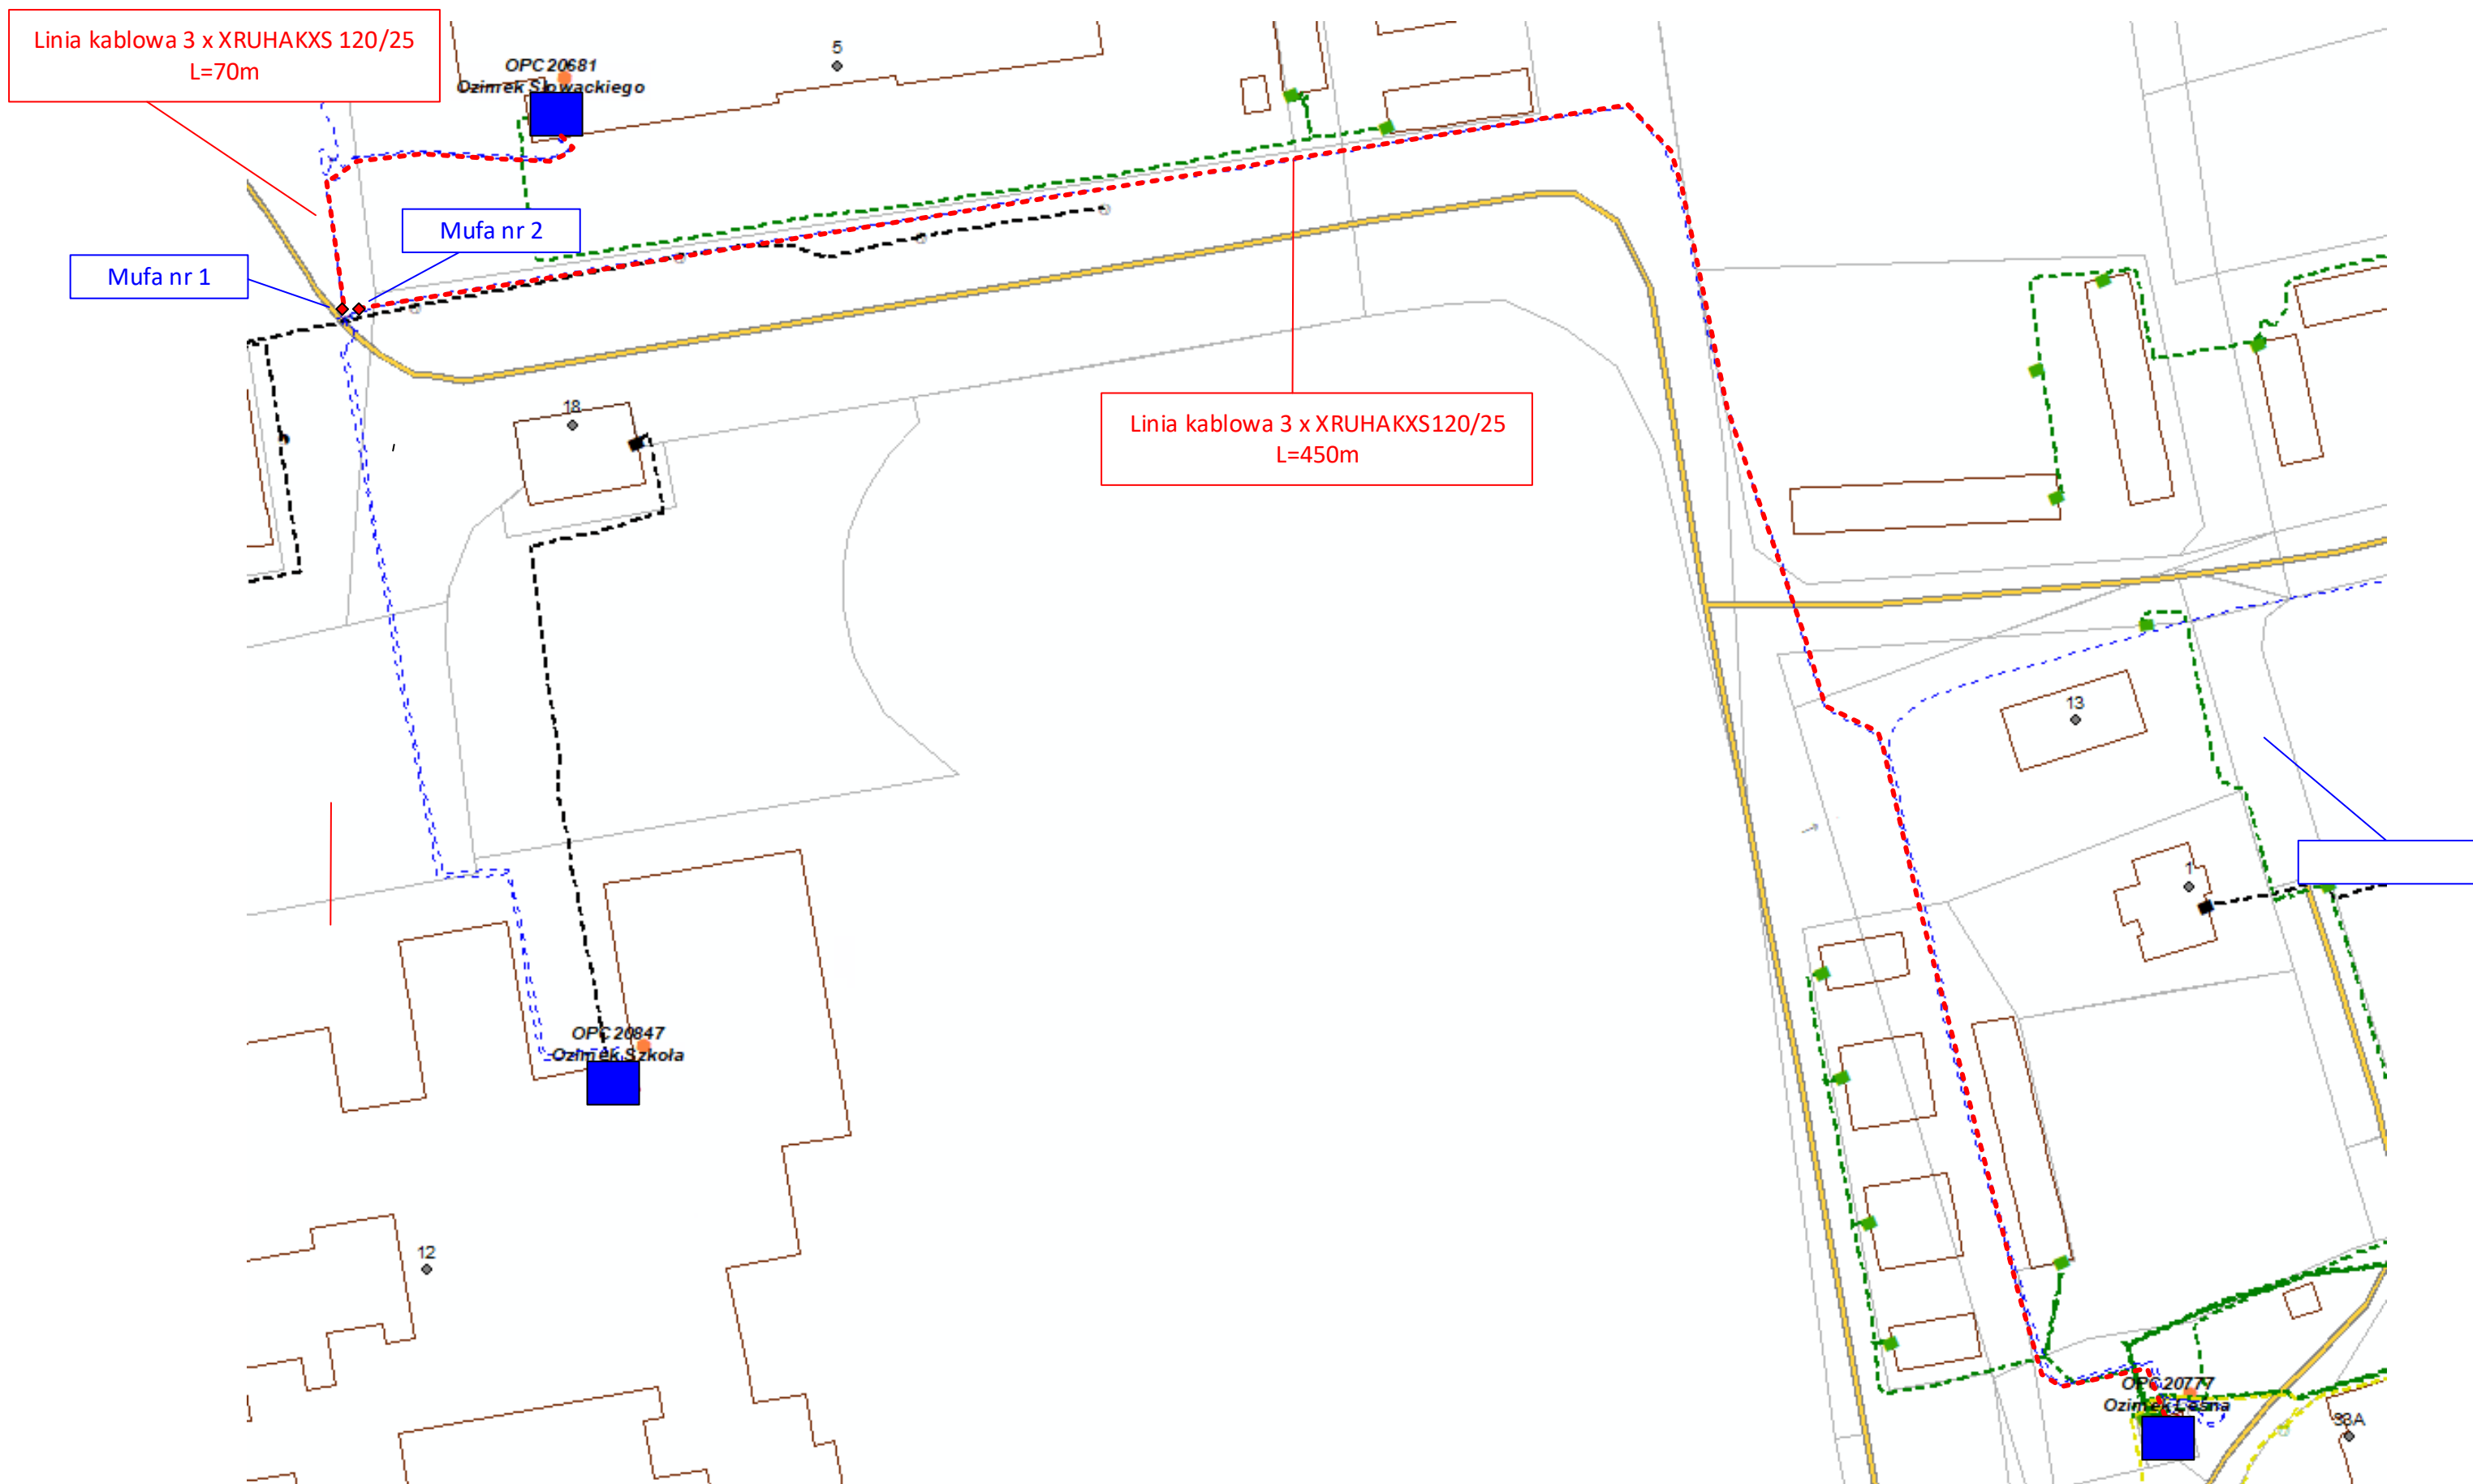 Linia kablowa 3 x XRUHAKXS 120/25
L=70m
OPC 20681
Ozimek Słowackiego
5
Mufa nr 2
Mufa nr 1
18
Linia kablowa 3 x XRUHAKXS120/25
L=450m
13
1
OPC 20847
Ozimek Szkoła
12
OPC 20777
Ozimek Leśna
33A